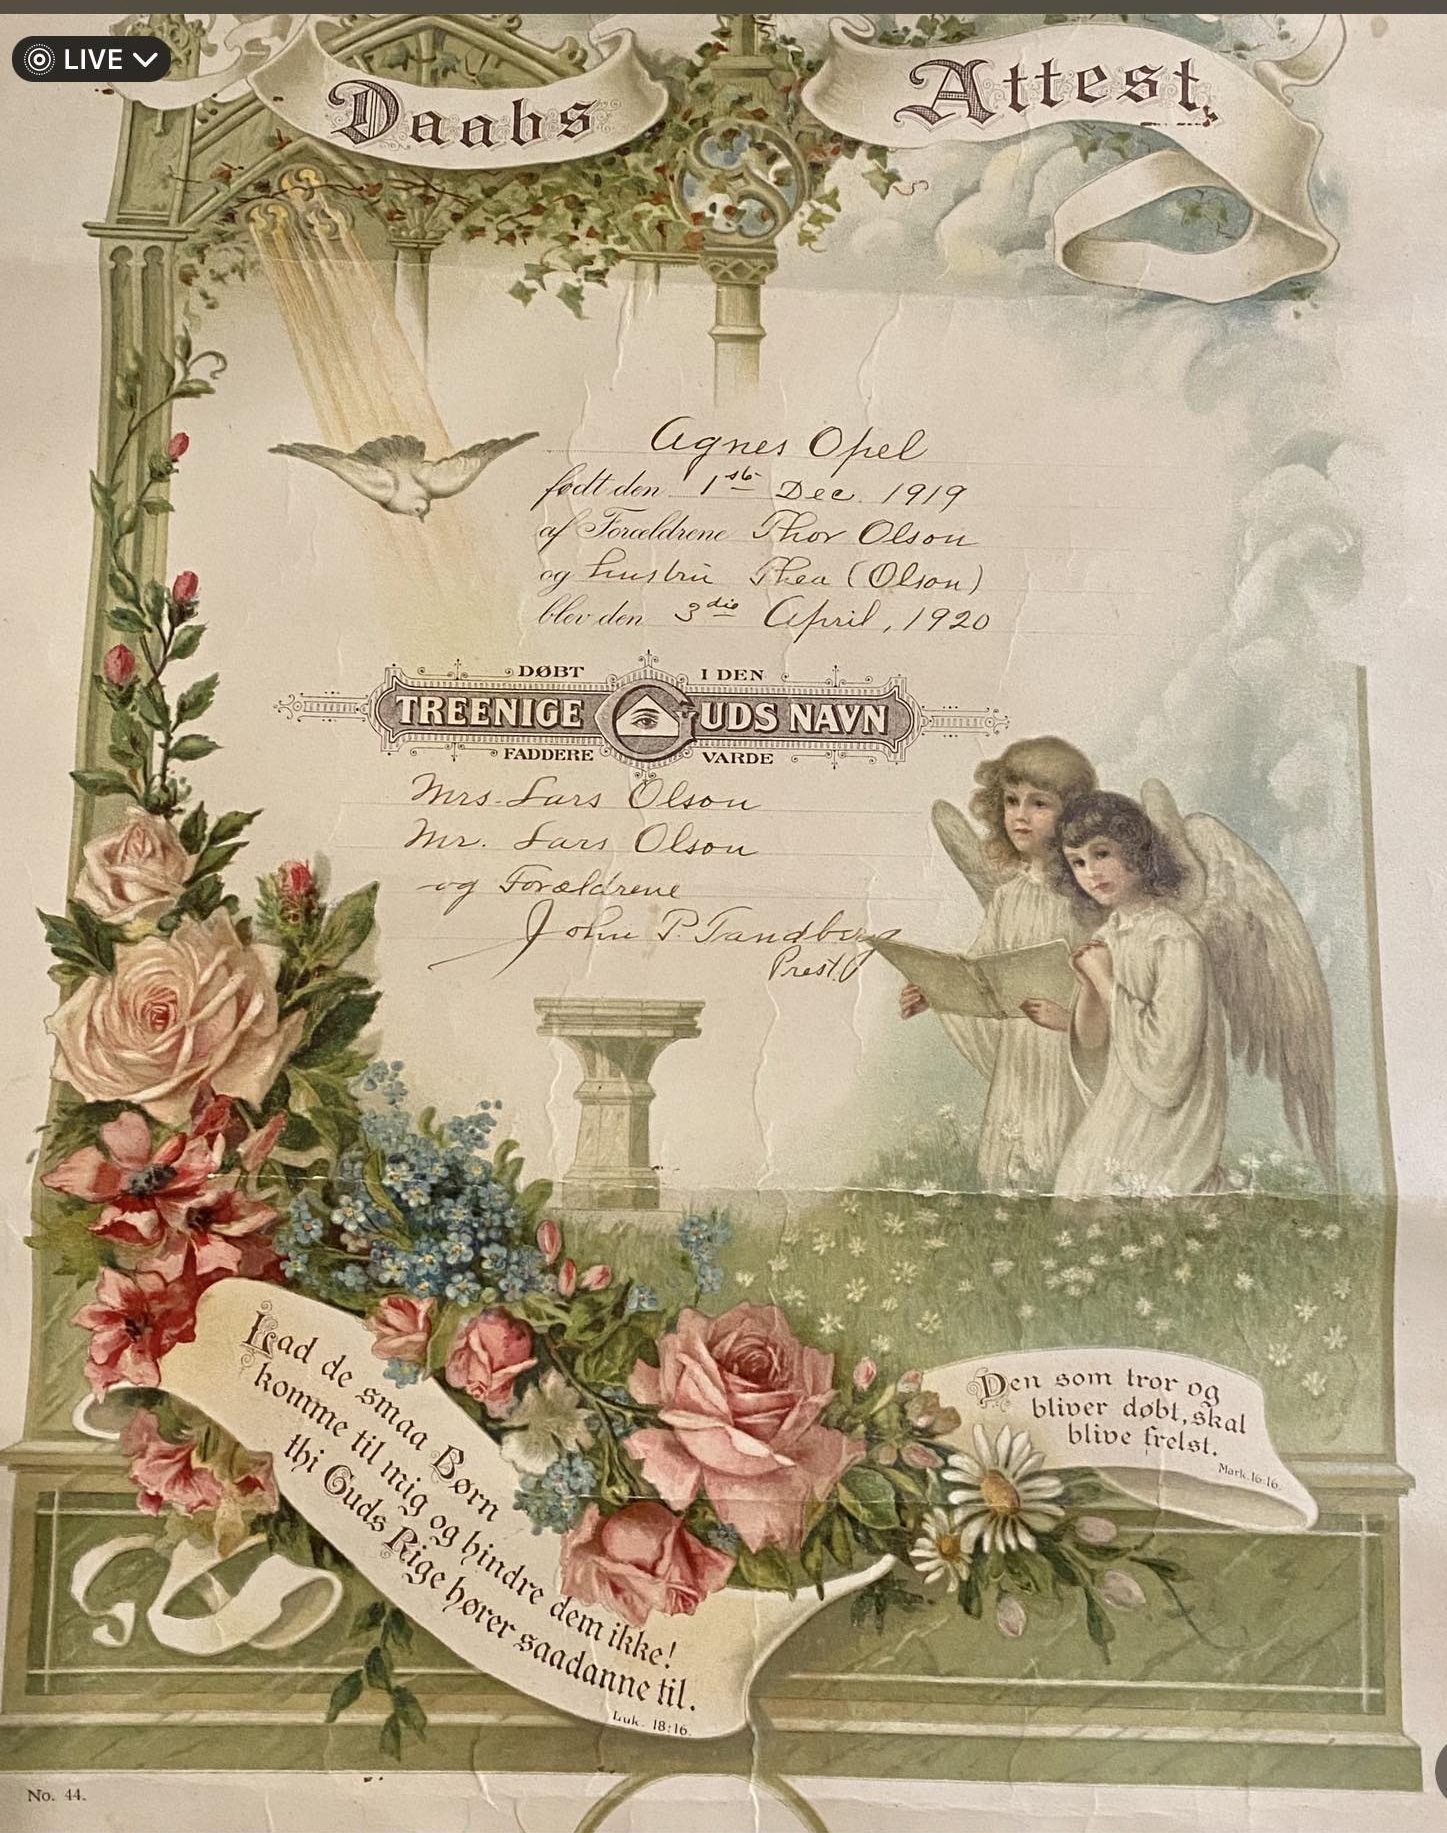 LIVE
Daabs Attest.
Agnes Opel
født den 1st Dec. 1919
af Forældrene Thor Olson
og hustru Thea (Olson)
blev den 3die April, 1920
DØBT I DEN
TREENIGE GUDS NAVN
FADDERE VARDE
Mrs. Lars Olson
Mr. Lars Olson
og Forældrene
John P. Tandberg
Prest
Lad de smaa Børn
komme til mig og hindre dem ikke!
thi Guds Rige hører saadanne til.
Luk. 18:16.
Den som tror og
bliver døbt, skal
blive frelst.
Mark. 16:16.
No. 44.